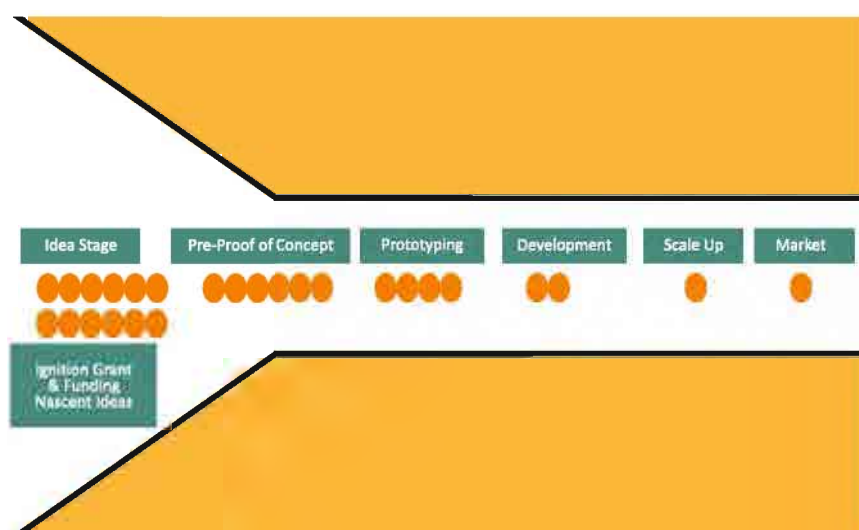 Idea Stage
Pre-Proof of Concept
Prototyping
Development
Scale Up
Market
Ignition Grant
& Funding
Nascent Ideas